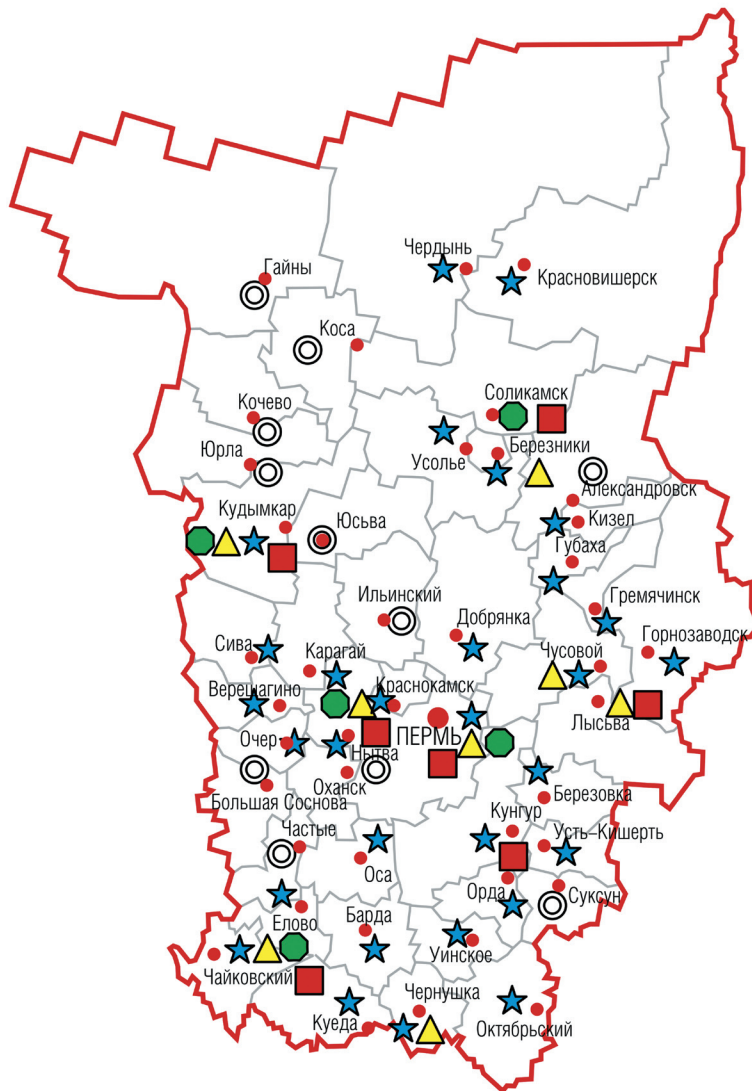 Чердынь
Гайны
Красновишерск
Коса
Соликамск
Кочево
Березники
Юрла
Усолье
Александровск
Кудымкар
Юсьва
Кизел
Губаха
Ильинский
Гремячинск
Добрянка
Горнозаводск
Сива
Карагай
Чусовой
Верещагино
Краснокамск
Лысьва
ПЕРМЬ
Очер
Нытва
Оханск
Большая Соснова
Березовка
Кунгур
Частые
Усть–Кишерть
Оса
Орда
Суксун
Елово
Барда
Уинское
Чайковский
Чернушка
Куеда
Октябрьский